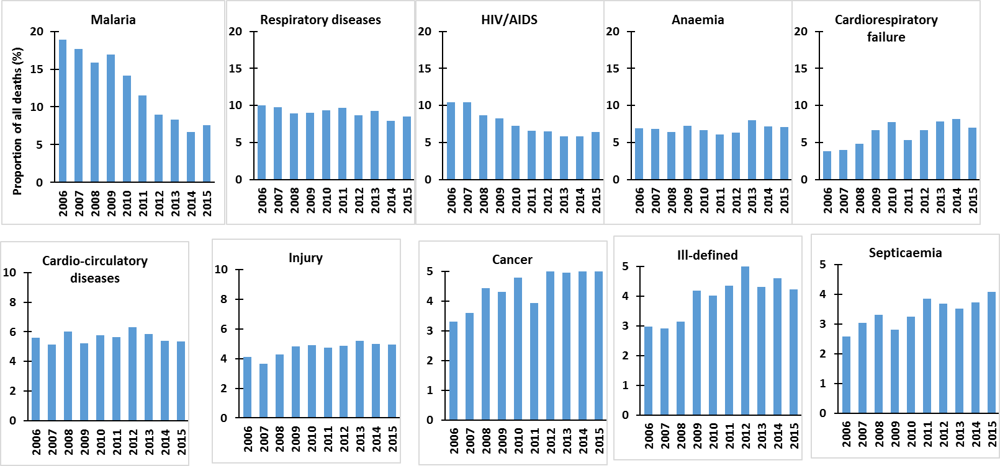 Malaria
Proportion of all deaths (%)
20
15
10
5
0
2006 2007 2008 2009 2010 2011 2012 2013 2014 2015
Respiratory diseases
20
15
10
5
0
2006 2007 2008 2009 2010 2011 2012 2013 2014 2015
HIV/AIDS
20
15
10
5
0
2006 2007 2008 2009 2010 2011 2012 2013 2014 2015
Anaemia
20
15
10
5
0
2006 2007 2008 2009 2010 2011 2012 2013 2014 2015
Cardiorespiratory
failure
20
15
10
5
0
2006 2007 2008 2009 2010 2011 2012 2013 2014 2015
Cardio-circulatory
diseases
10
8
6
4
2
0
2006 2007 2008 2009 2010 2011 2012 2013 2014 2015
Injury
10
8
6
4
2
0
2006 2007 2008 2009 2010 2011 2012 2013 2014 2015
Cancer
5
4
3
2
1
0
2006 2007 2008 2009 2010 2011 2012 2013 2014 2015
Ill-defined
5
4
3
2
1
0
2006 2007 2008 2009 2010 2011 2012 2013 2014 2015
Septicaemia
5
4
3
2
1
0
2006 2007 2008 2009 2010 2011 2012 2013 2014 2015